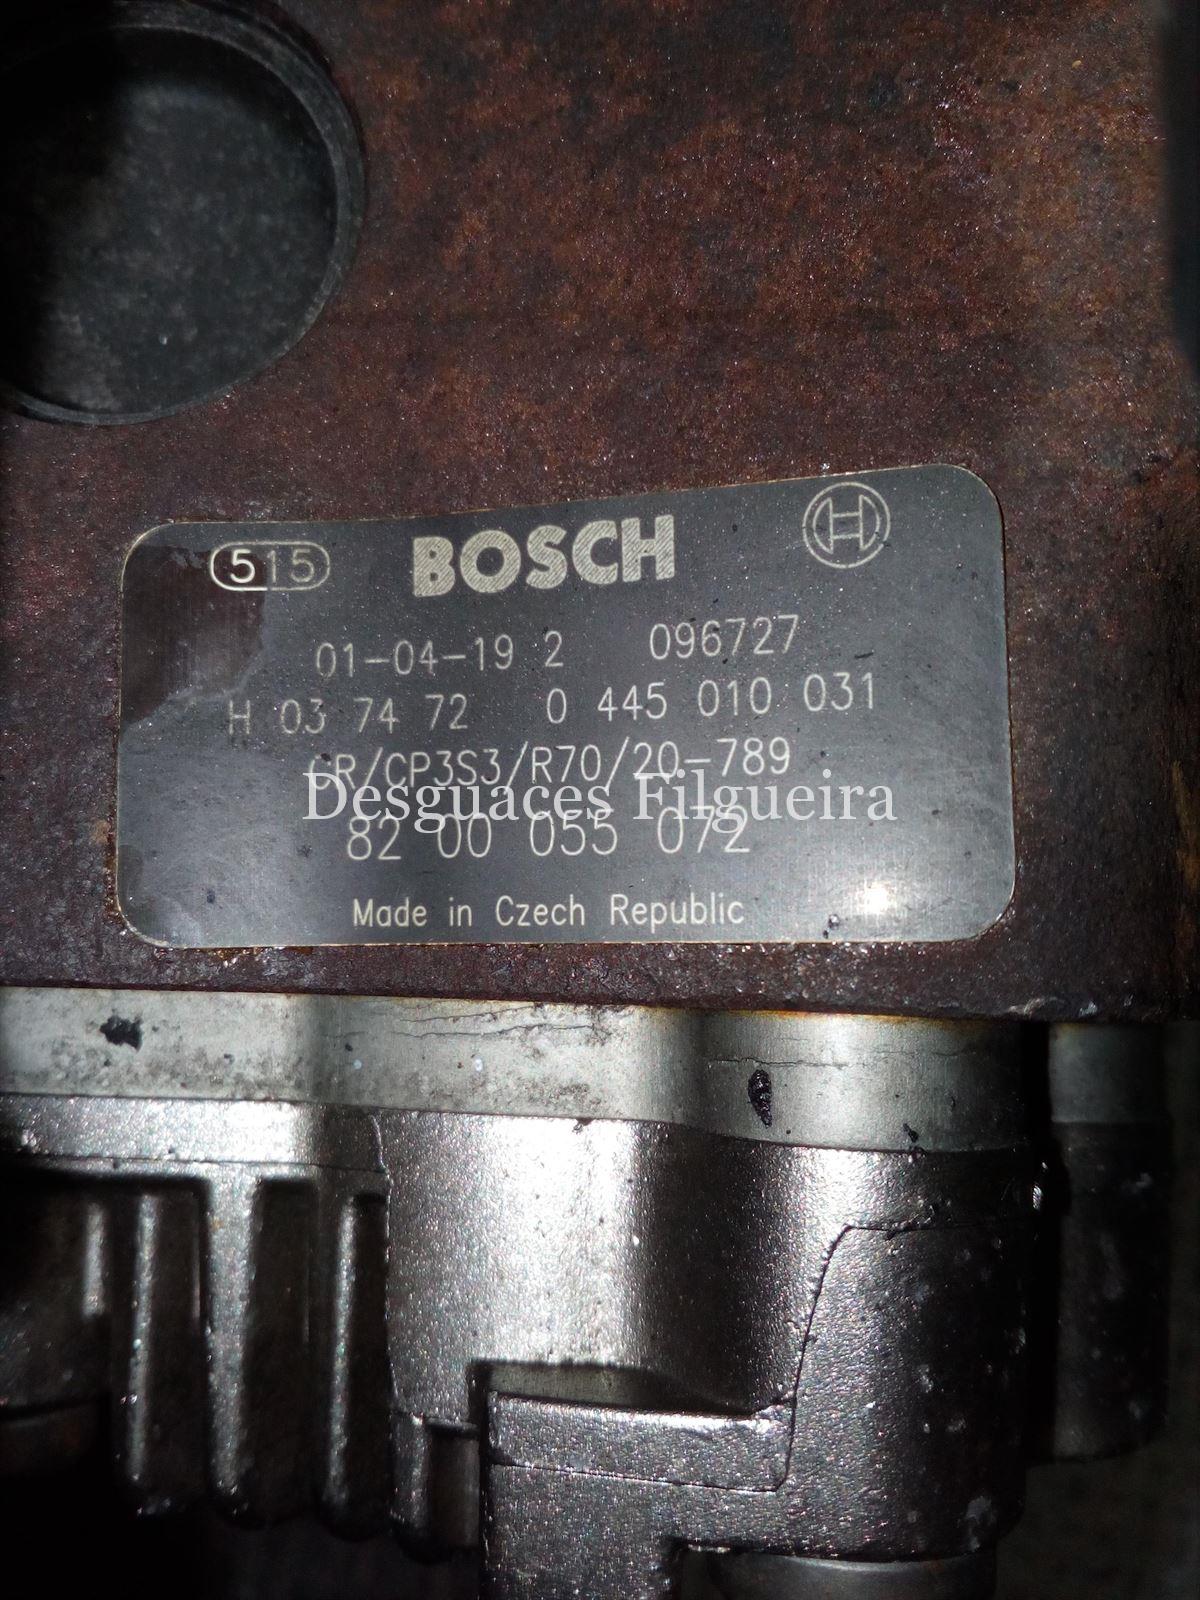 515 BOSCH
01-04-19 2 096727
H 03 74 72 0 445 010 031
CR/CP3S3/R70/20-789
Desguaces Filgueira
82 00 055 072
Made in Czech Republic